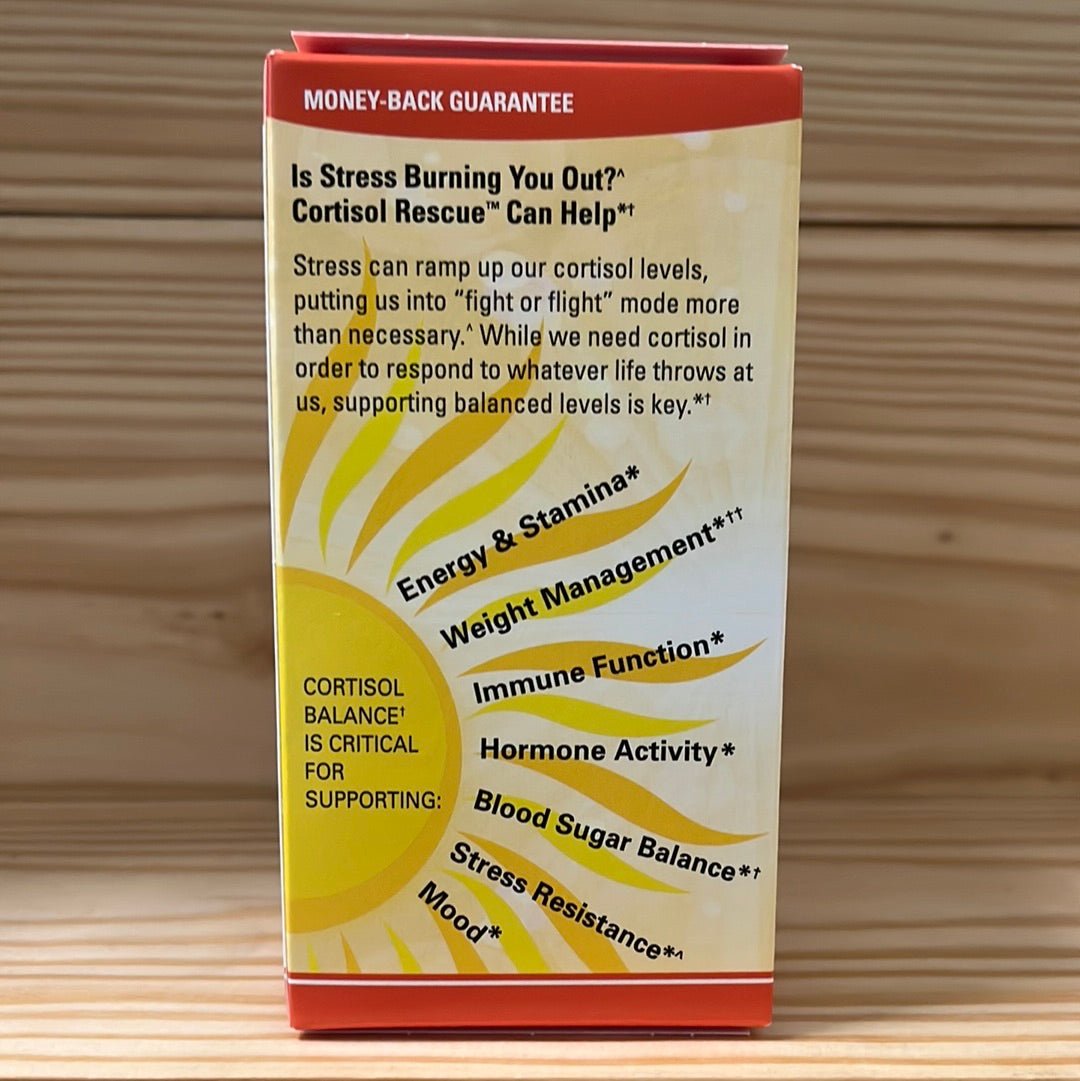 MONEY-BACK GUARANTEE
Is Stress Burning You Out?^
Cortisol Rescue™ Can Help*†
Stress can ramp up our cortisol levels,
putting us into “fight or flight” mode more
than necessary.^ While we need cortisol in
order to respond to whatever life throws at
us, supporting balanced levels is key.*†
CORTISOL
BALANCE†
IS CRITICAL
FOR
SUPPORTING:
Energy & Stamina*
Weight Management*††
Immune Function*
Hormone Activity*
Blood Sugar Balance*†
Stress Resistance*^
Mood*